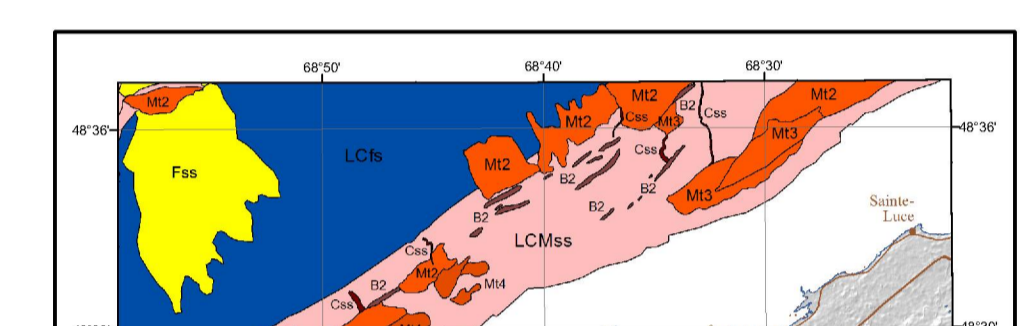 68°50' 68°40' 68°30'
Mt2 Mt2 B2 Css Mt2
48°36' Css Mt3 Mt3 48°36'
Mt2
LCfs Css
Fss Mt2 B2 B2 Mt3
B2 B2 Sainte-
Luce
LCMss
Css
Mt2 Mt4
B2
Css